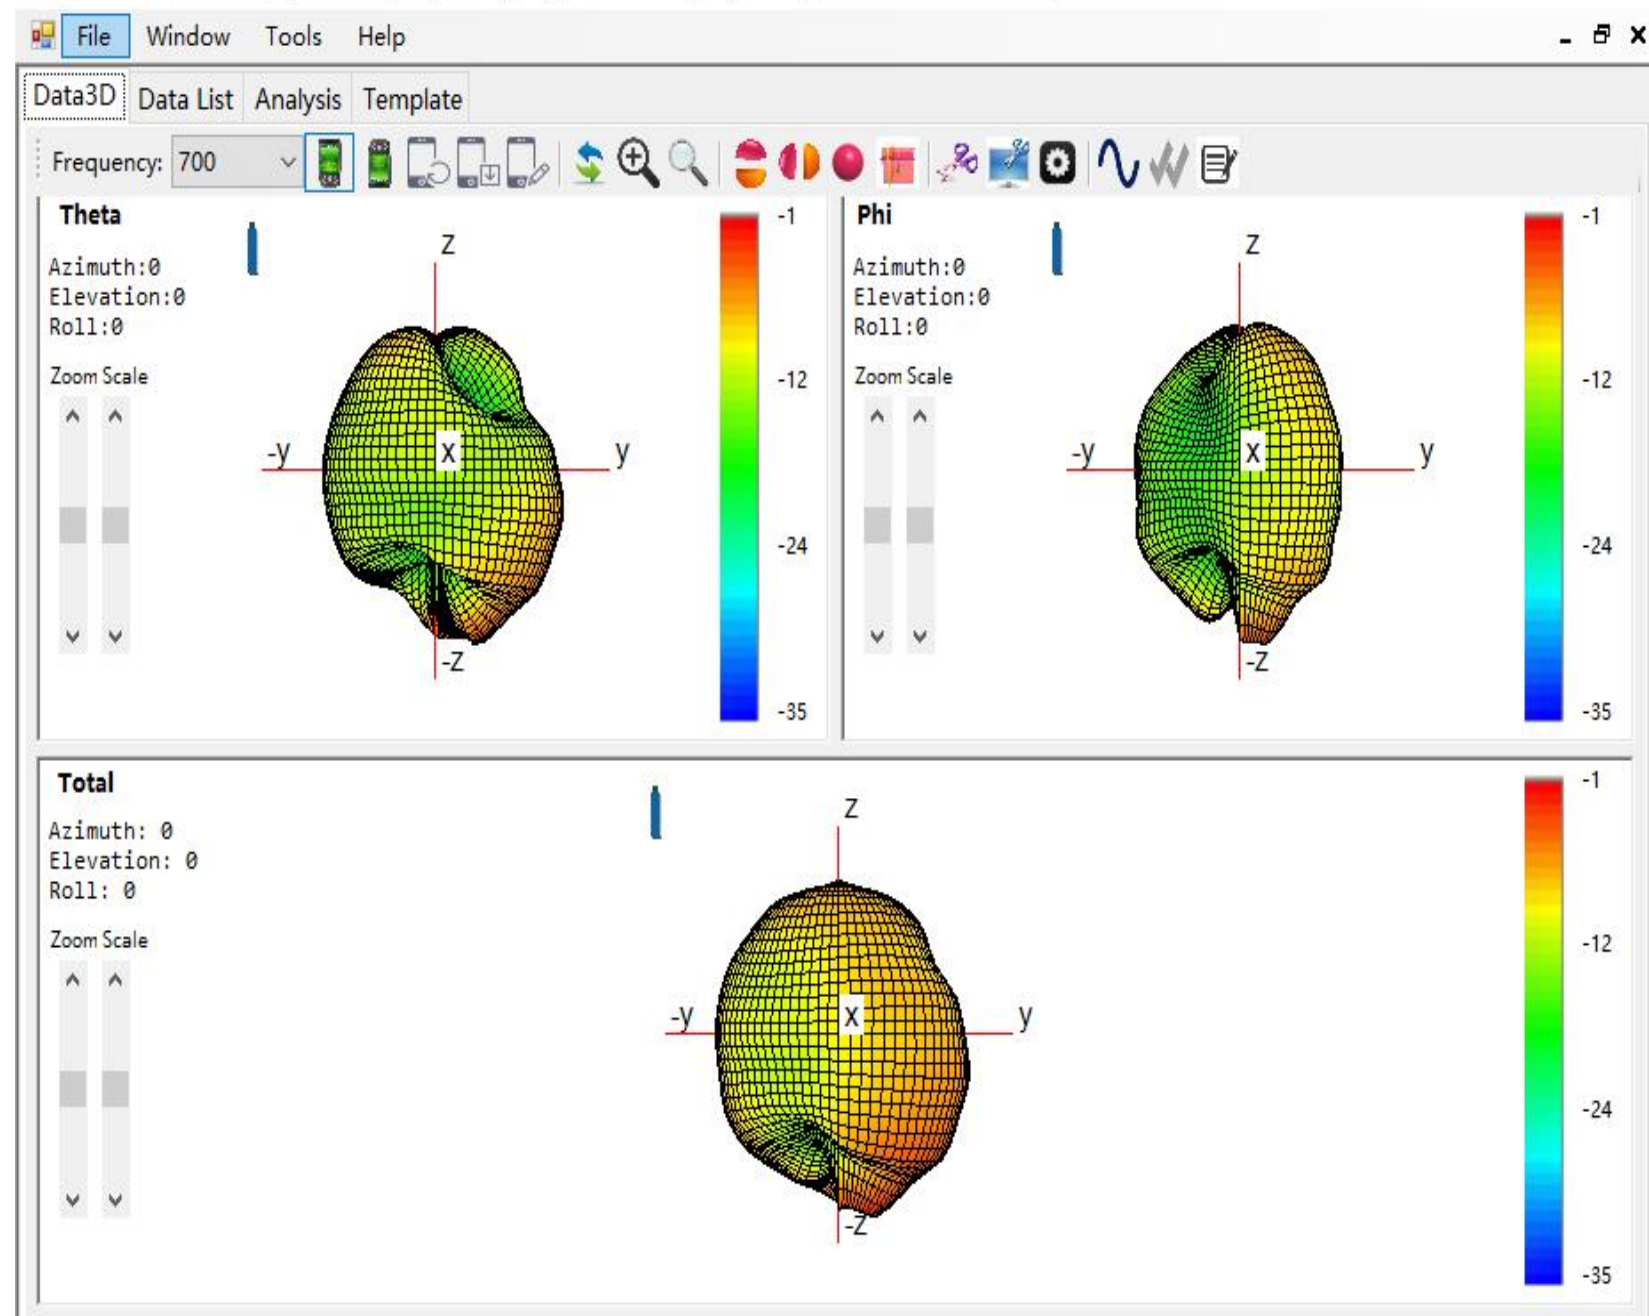 File Window Tools Help
Data3D Data List Analysis Template
Frequency: 700
Theta
Azimuth:0
Elevation:0
Roll:0
Zoom Scale
z
-y
x
y
-z
-1
-12
-24
-35
Phi
Azimuth:0
Elevation:0
Roll:0
Zoom Scale
z
-y
x
y
-z
-1
-12
-24
-35
Total
Azimuth: 0
Elevation: 0
Roll: 0
Zoom Scale
z
-y
x
y
-z
-1
-12
-24
-35